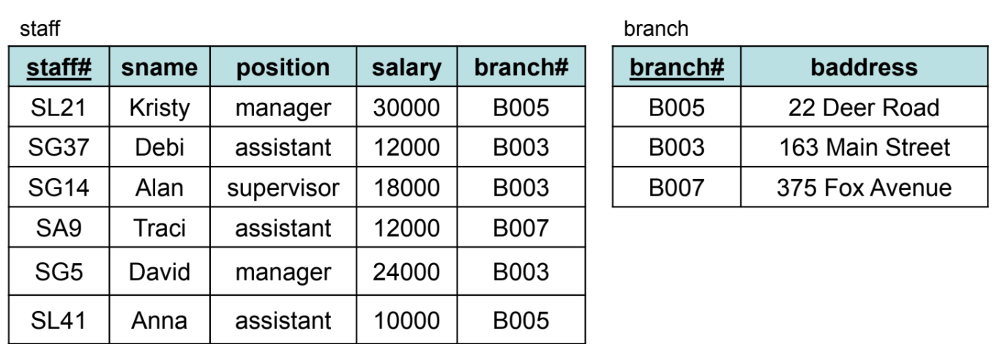 staff branch
staff# sname position salary branch# branch# baddress
SL21 Kristy manager 30000 B005 B005 22 Deer Road
SG37 Debi assistant 12000 B003 B003 163 Main Street
SG14 Alan supervisor 18000 B003 B007 375 Fox Avenue
SA9 Traci assistant 12000 B007
SG5 David manager 24000 B003
SL41 Anna assistant 10000 B005